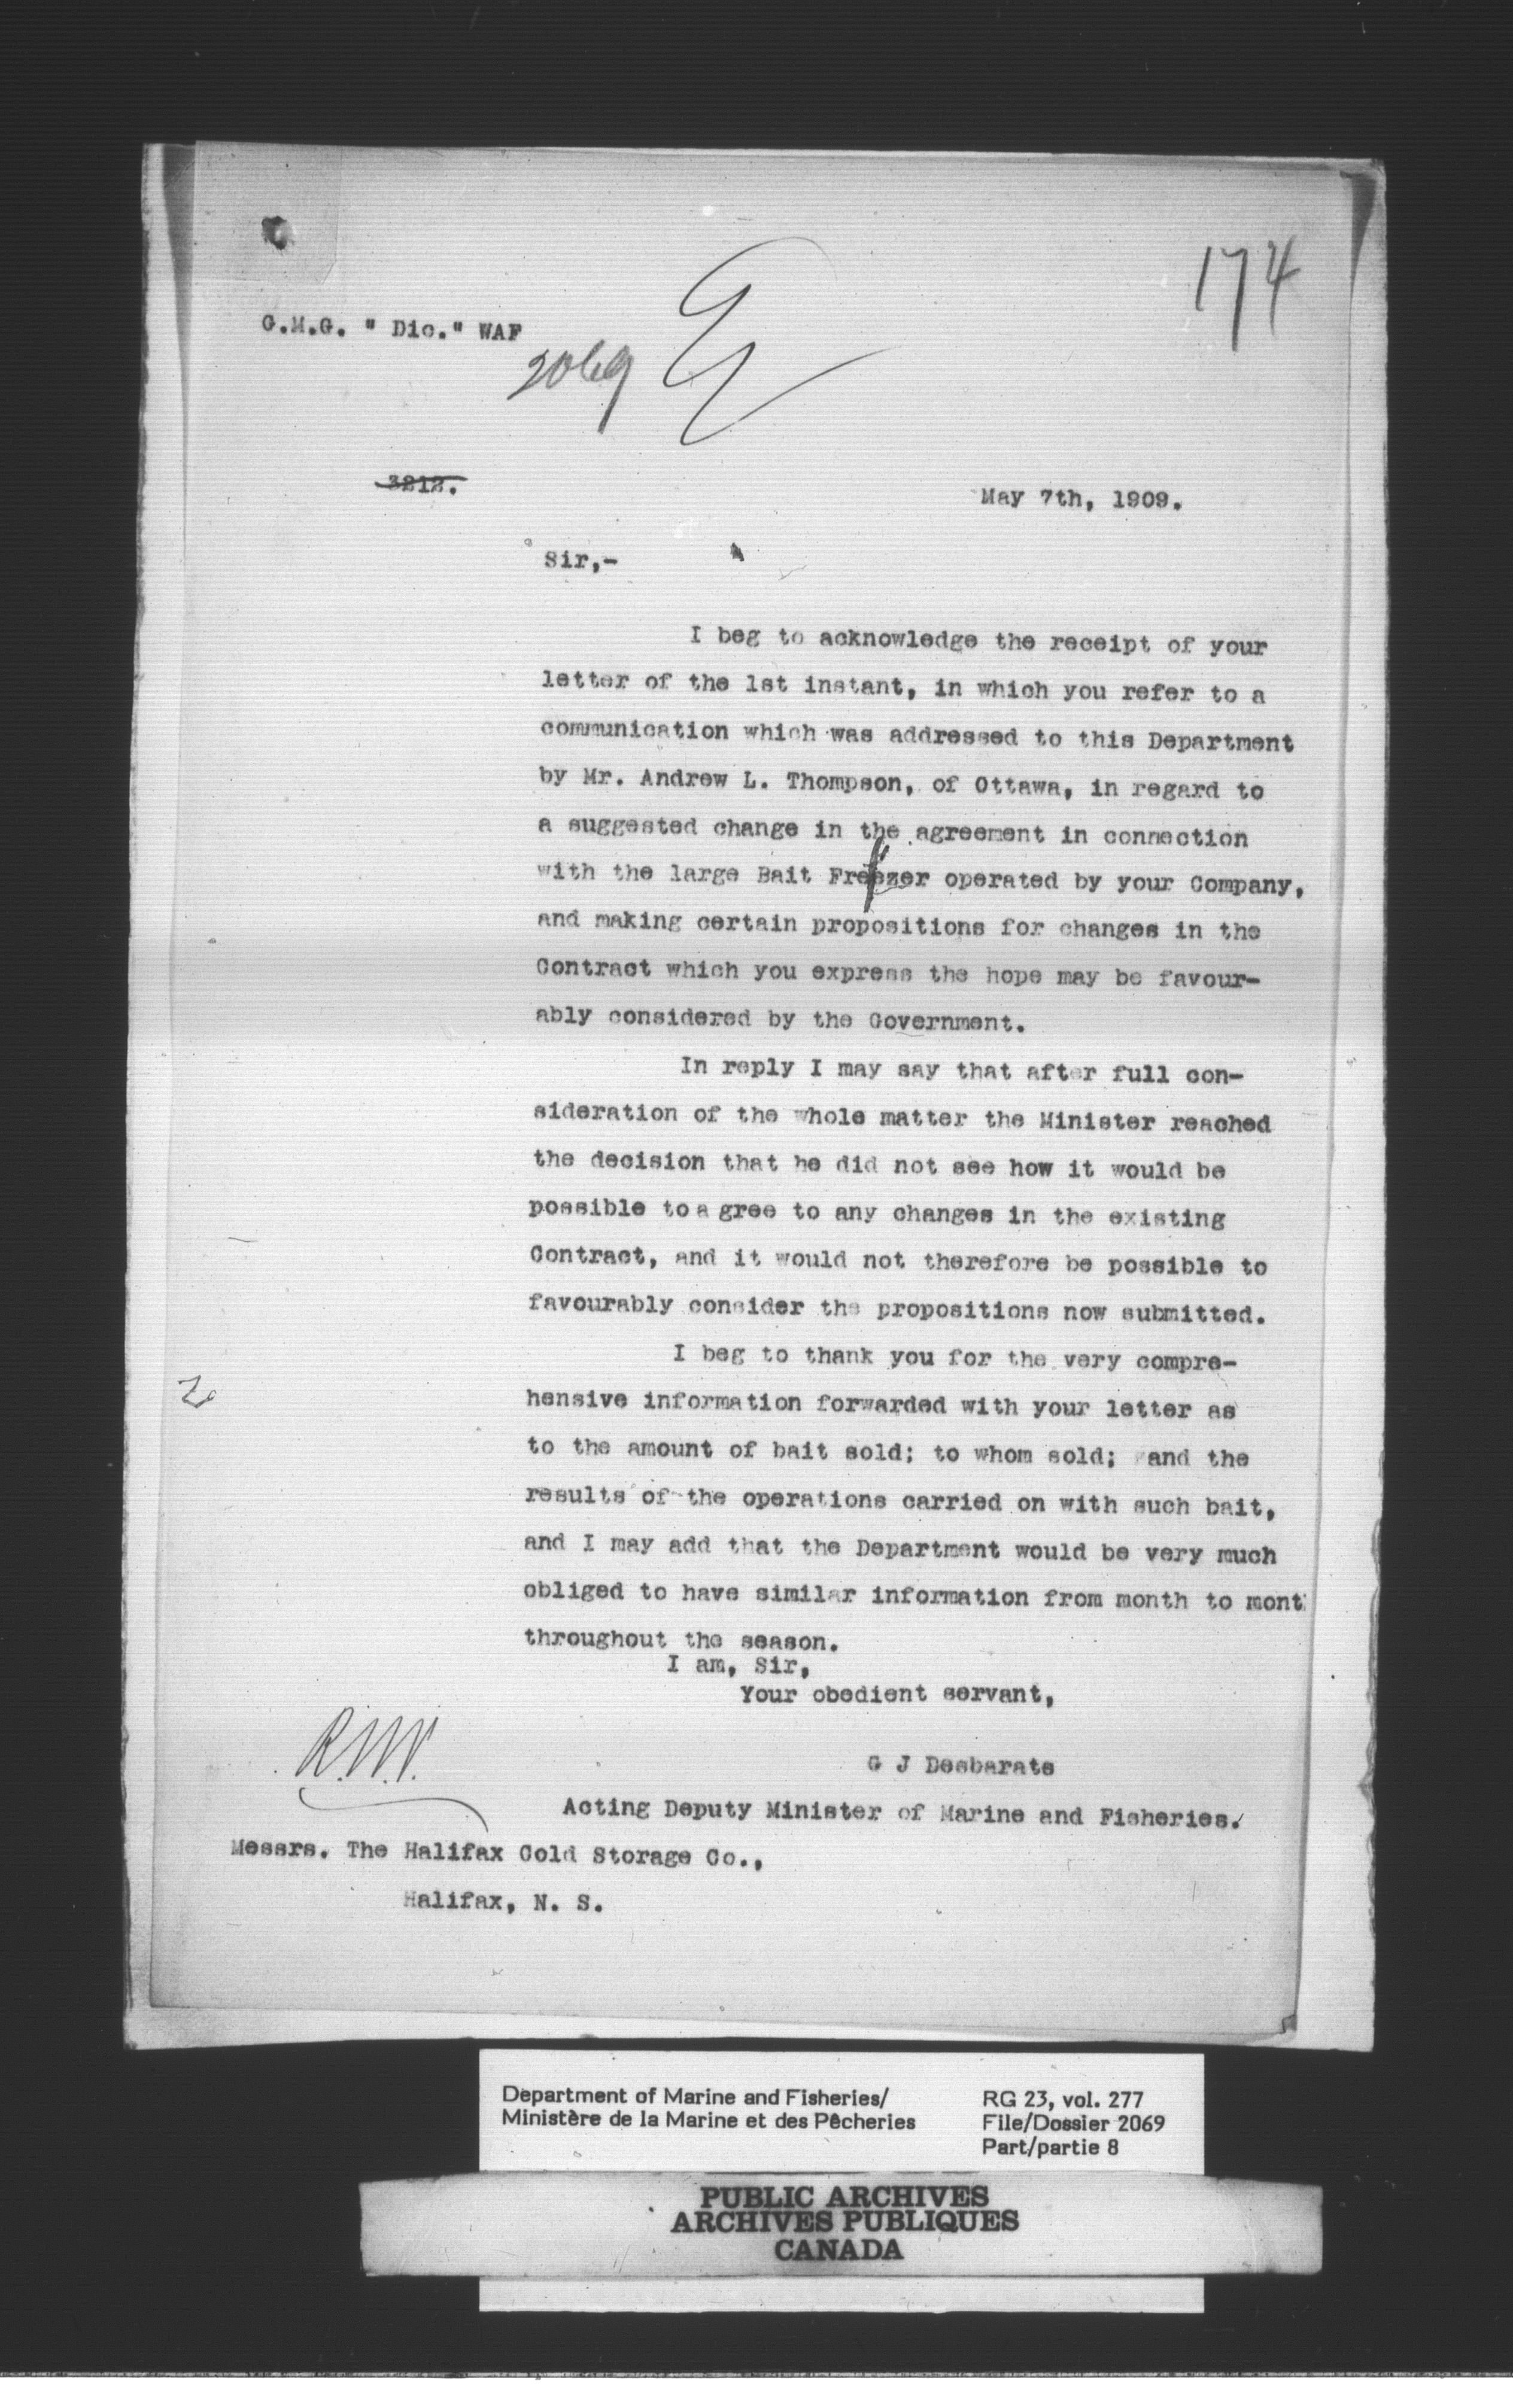 174
G.M.G. " Dic." WAF
2069
3212.
May 7th, 1909.
Sir,-
I beg to acknowledge the receipt of your
letter of the 1st instant, in which you refer to a
communication which was addressed to this Department
by Mr. Andrew L. Thompson, of Ottawa, in regard to
a suggested change in the agreement in connection
with the large Bait Freezer operated by your Company,
and making certain propositions for changes in the
Contract which you express the hope may be favour-
ably considered by the Government.
In reply I may say that after full con-
sideration of the whole matter the Minister reached
the decision that he did not see how it would be
possible to a gree to any changes in the existing
Contract, and it would not therefore be possible to
favourably consider the propositions now submitted.
I beg to thank you for the very compre-
hensive information forwarded with your letter as
to the amount of bait sold; to whom sold; and the
results of the operations carried on with such bait,
and I may add that the Department would be very much
obliged to have similar information from month to mont
throughout the season.
I am, Sir,
Your obedient servant,
G J Desbarats
Acting Deputy Minister of Marine and Fisheries.
Messrs. The Halifax Cold Storage Co.,
Halifax, N. S.
Department of Marine and Fisheries/
Ministère de la Marine et des Pêcheries
RG 23, vol. 277
File/Dossier 2069
Part/partie 8
PUBLIC ARCHIVES
ARCHIVES PUBLIQUES
CANADA